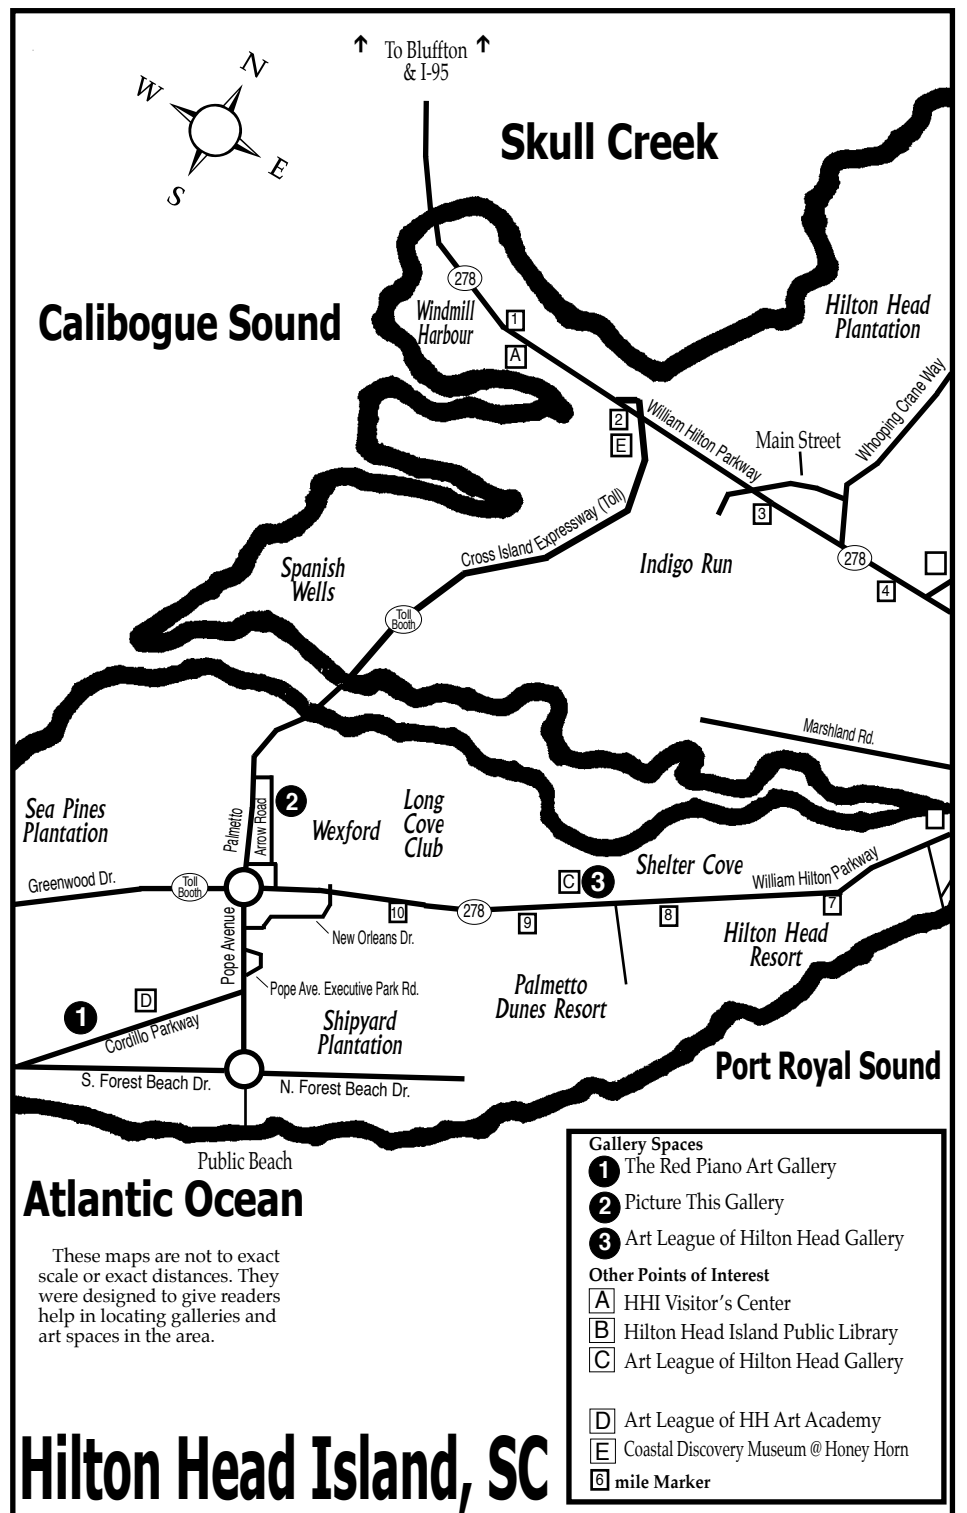 To Bluffton
& I-95
N
W
E
S
Skull Creek
278
Calibogue Sound
Windmill
Harbour
1
A
Hilton Head
Plantation
2
E
William Hilton Parkway
Main Street
Whooping Crane Way
3
Cross Island Expressway (Toll)
Spanish
Wells
Indigo Run
278
4
Toll
Booth
Marshland Rd.
Sea Pines
Plantation
Palmetto
Arrow Road
2
Wexford
Long
Cove
Club
Shelter Cove
Greenwood Dr.
Toll
Booth
C
3
William Hilton Parkway
10
278
9
8
7
Pope Avenue
New Orleans Dr.
Hilton Head
Resort
Pope Ave. Executive Park Rd.
Palmetto
Dunes Resort
D
1
Cordillo Parkway
Shipyard
Plantation
Port Royal Sound
S. Forest Beach Dr.
N. Forest Beach Dr.
Public Beach
Atlantic Ocean
These maps are not to exact
scale or exact distances. They
were designed to give readers
help in locating galleries and
art spaces in the area.
Gallery Spaces
1 The Red Piano Art Gallery
2 Picture This Gallery
3 Art League of Hilton Head Gallery
Other Points of Interest
A HHI Visitor's Center
B Hilton Head Island Public Library
C Art League of Hilton Head Gallery
D Art League of HH Art Academy
E Coastal Discovery Museum @ Honey Horn
6 mile Marker
Hilton Head Island, SC